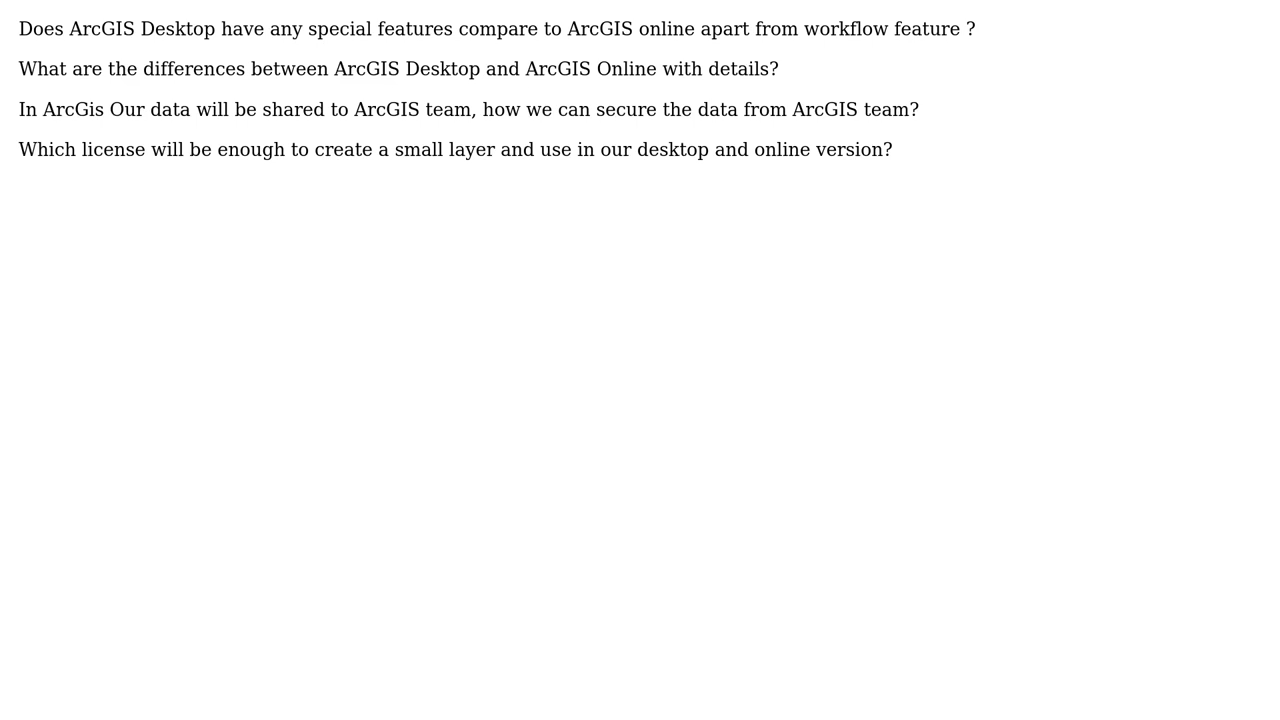 Does ArcGIS Desktop have any special features compare to ArcGIS online apart from workflow feature ?
What are the differences between ArcGIS Desktop and ArcGIS Online with details?
In ArcGis Our data will be shared to ArcGIS team, how we can secure the data from ArcGIS team?
Which license will be enough to create a small layer and use in our desktop and online version?